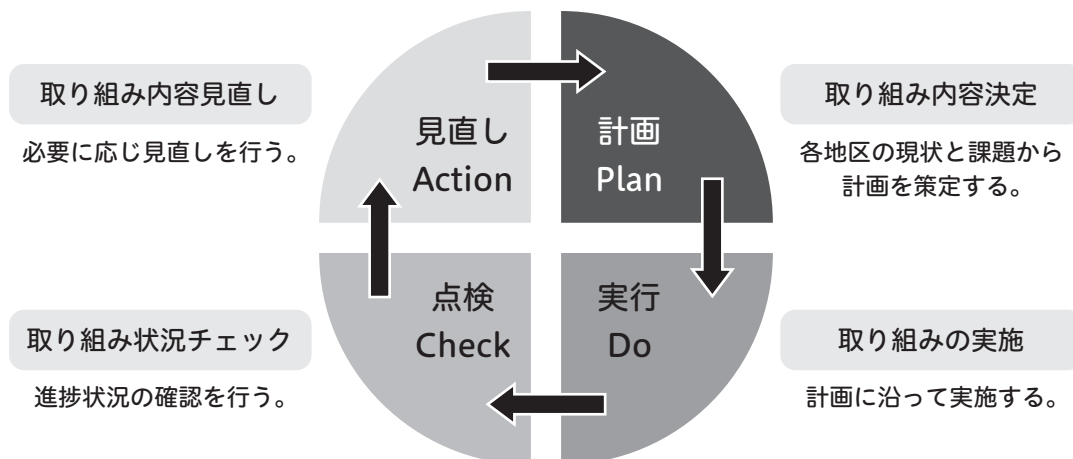 取り組み内容見直し
必要に応じ見直しを行う。
見直し
Action
計画
Plan
取り組み内容決定
各地区の現状と課題から
計画を策定する。
取り組み状況チェック
進捗状況の確認を行う。
点検
Check
実行
Do
取り組みの実施
計画に沿って実施する。